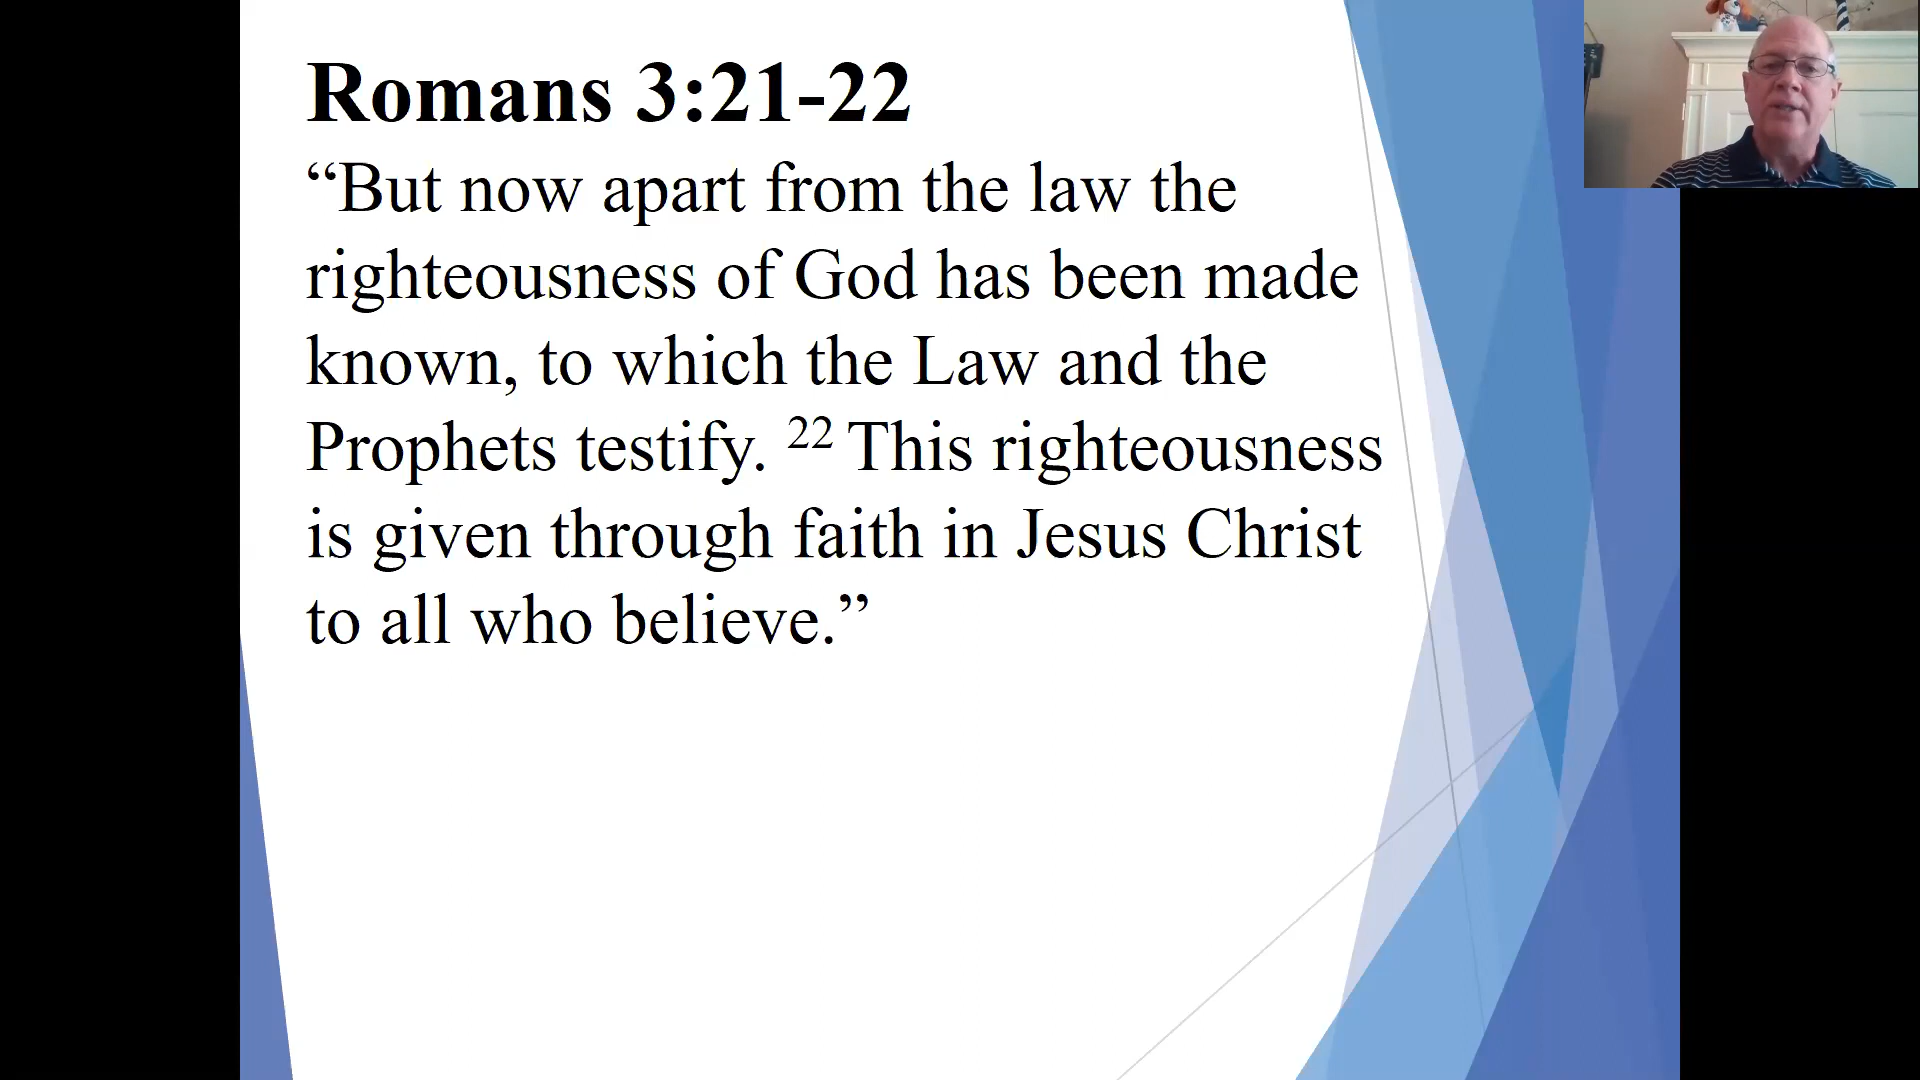 Romans 3:21-22
“But now apart from the law the
righteousness of God has been made
known, to which the Law and the
Prophets testify. 22 This righteousness
is given through faith in Jesus Christ
to all who believe.”